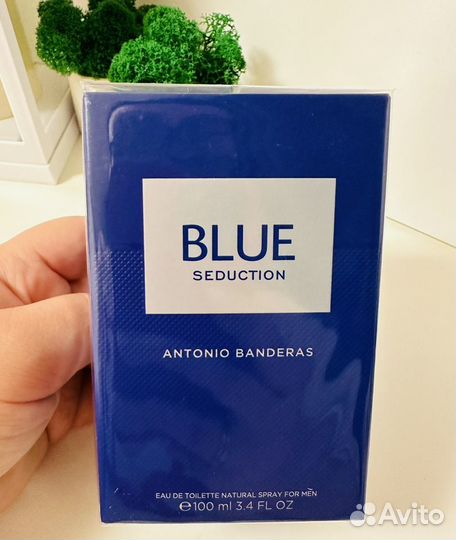 BLUE
SEDUCTION
ANTONIO BANDERAS
EAU DE TOILETTE NATURAL SPRAY FOR MEN
℮100 ml 3.4 FL OZ
Avito